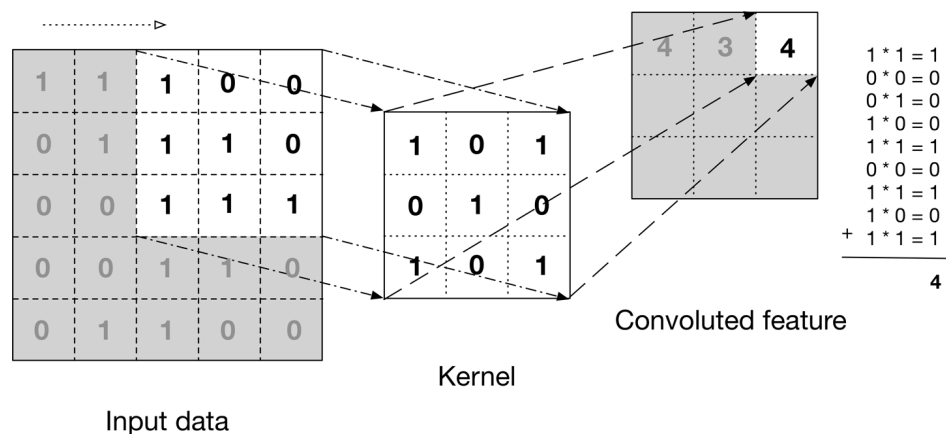 1 1 1 0 0
0 1 1 1 0
0 0 1 1 1
0 0 1 1 0
0 1 1 0 0
Input data
1 0 1
0 1 0
1 0 1
Kernel
4 3 4
Convoluted feature
1 * 1 = 1
0 * 0 = 0
0 * 1 = 0
1 * 0 = 0
1 * 1 = 1
0 * 0 = 0
1 * 1 = 1
1 * 0 = 0
+ 1 * 1 = 1
4